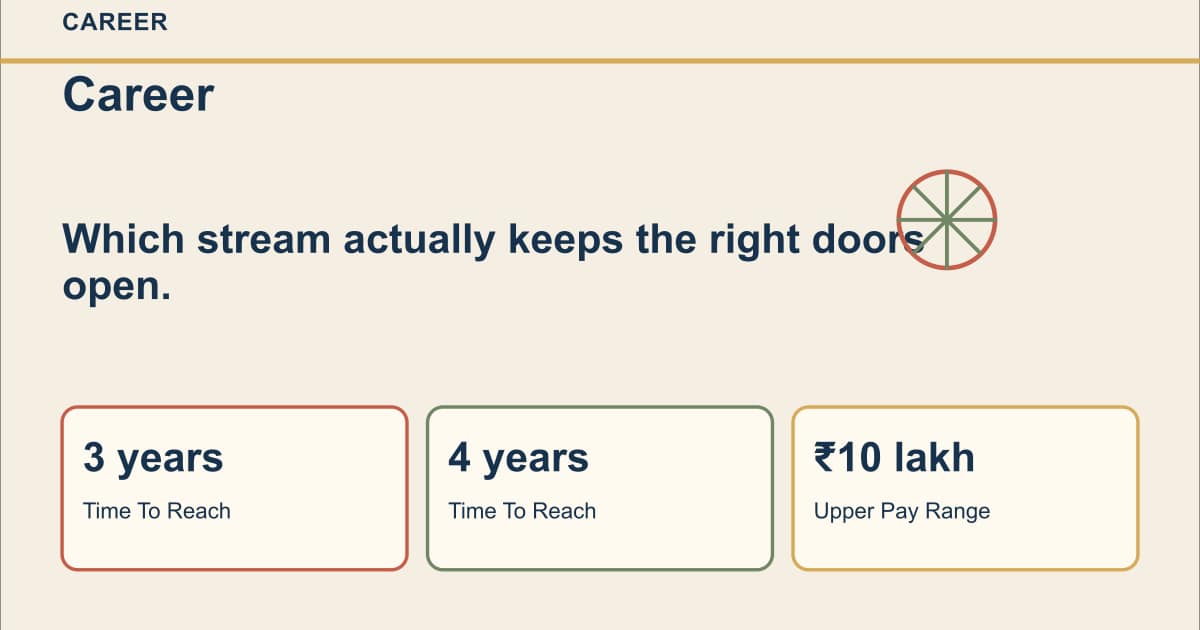 CAREER
Career
Which stream actually keeps the right doors
open.
3 years
Time To Reach
4 years
Time To Reach
₹10 lakh
Upper Pay Range